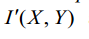 I′(X, Y)